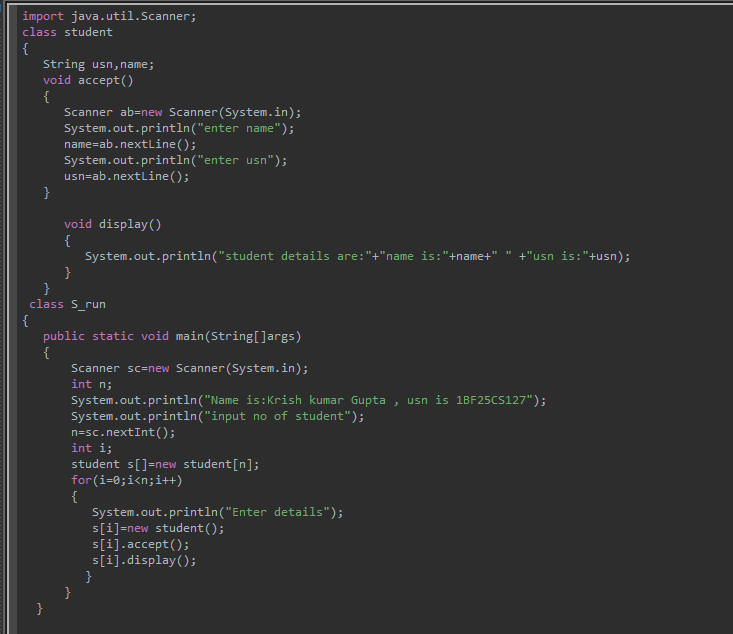 import java.util.Scanner;
class student
{
   String usn,name;
   void accept()
   {
      Scanner ab=new Scanner(System.in);
      System.out.println("enter name");
      name=ab.nextLine();
      System.out.println("enter usn");
      usn=ab.nextLine();
   }

      void display()
      {
         System.out.println("student details are:"+"name is:"+name+" " +"usn is:"+usn);
      }
   }
 class S_run
{
   public static void main(String[]args)
   {
       Scanner sc=new Scanner(System.in);
       int n;
       System.out.println("Name is:Krish kumar Gupta , usn is 1BF25CS127");
       System.out.println("input no of student");
       n=sc.nextInt();
       int i;
       student s[]=new student[n];
       for(i=0;i<n;i++)
       {
          System.out.println("Enter details");
          s[i]=new student();
          s[i].accept();
          s[i].display();
         }
      }
  }